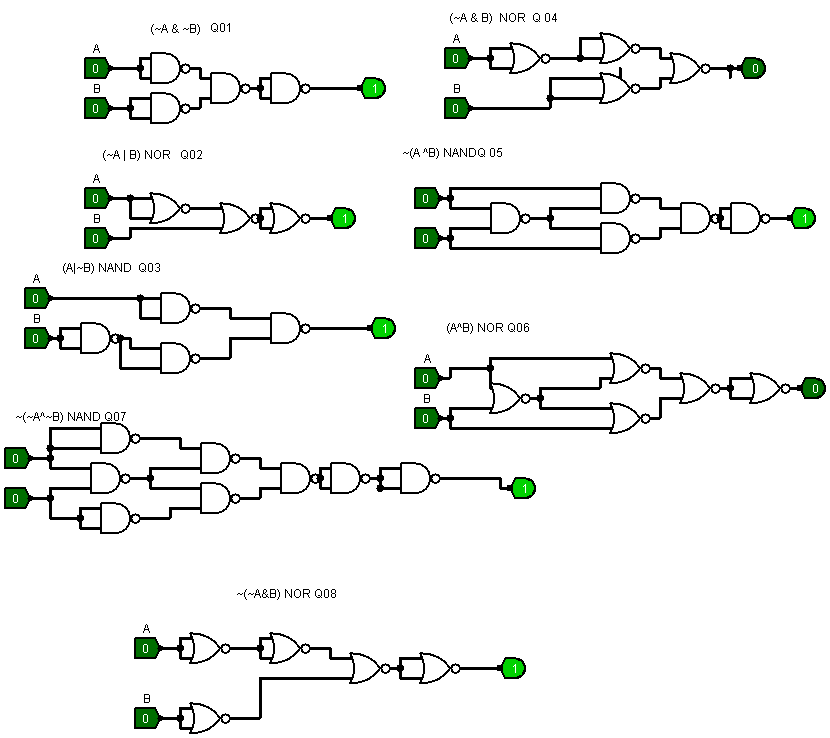 (~A & ~B) Q01
A
0
B
0
1
(~A & B) NOR Q 04
A
0
B
0
0
(~A | B) NOR Q02
A
0
B
0
1
~(A ^B) NANDQ 05
0
0
1
(A|~B) NAND Q03
A
0
B
0
1
(A^B) NOR Q06
A
0
B
0
0
~(~A^~B) NAND Q07
0
0
1
~(~A&B) NOR Q08
A
0
B
0
1